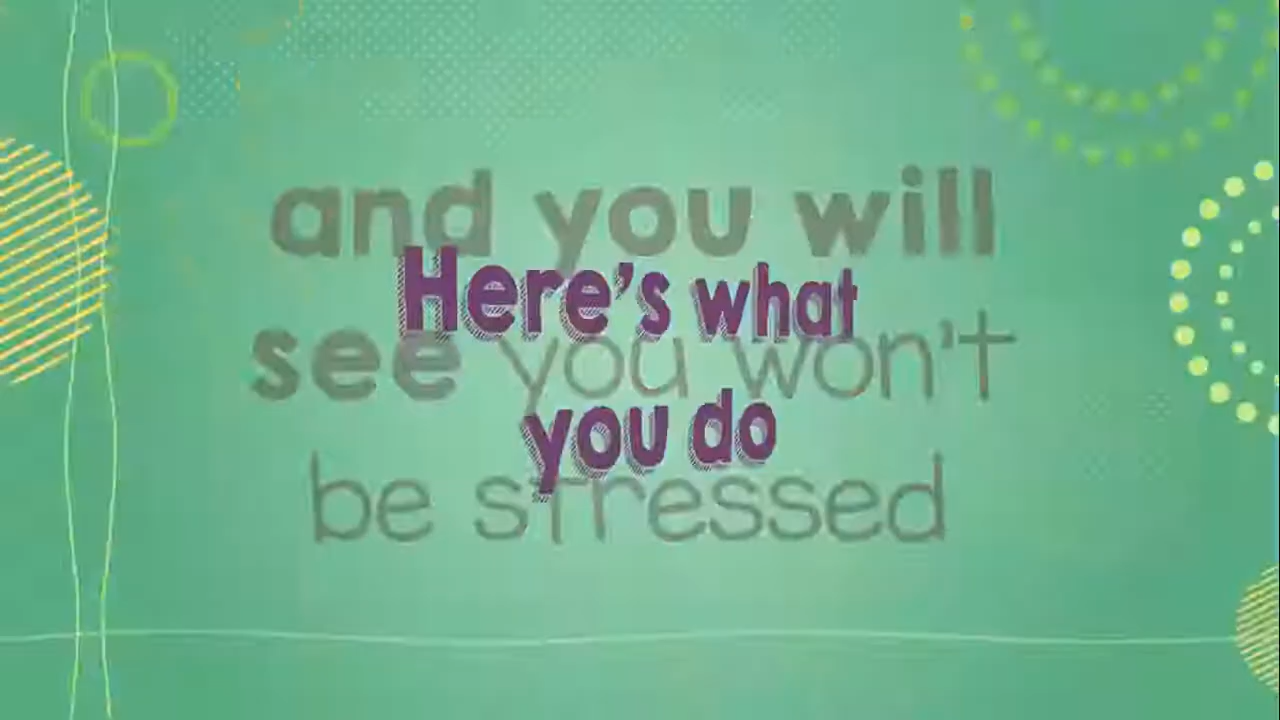 and you will
Here's what
see you won't
you do
be stressed